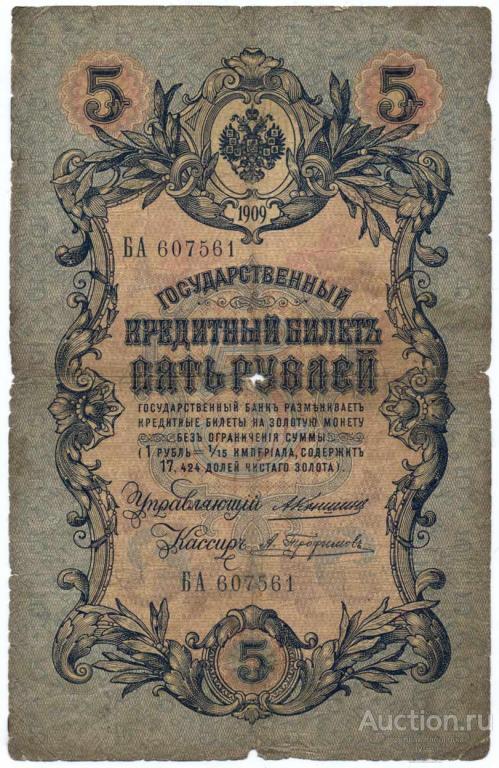 5 5
1909
БА 607561
ГОСУДАРСТВЕННЫЙ
КРЕДИТНЫЙ БИЛЕТЪ
ПЯТЬ РУБЛЕЙ
ГОСУДАРСТВЕННЫЙ БАНКЪ РАЗМѢНИВАЕТЪ
КРЕДИТНЫЕ БИЛЕТЫ НА ЗОЛОТУЮ МОНЕТУ
БЕЗЪ ОГРАНИЧЕНІЯ СУММЫ
(1 РУБЛЬ = 1/15 ИМПЕРІАЛА, СОДЕРЖИТЪ
17,424 ДОЛЕЙ ЧИСТАГО ЗОЛОТА).
Управляющій АКоншинъ
Кассиръ А. Трофимовъ
БА 607561
5
Auction.ru